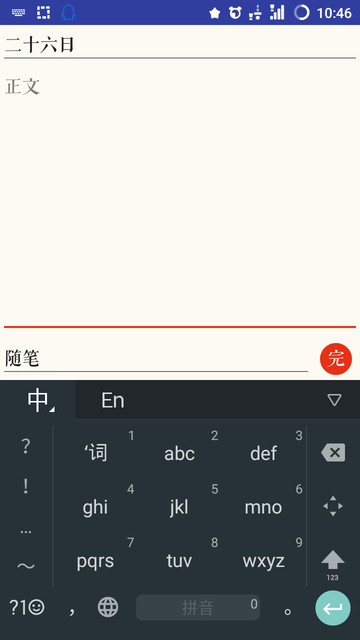 10:46
二十六日
正文
随笔
完
中 En
? '词 1 abc 2 def 3
! ghi 4 jkl 5 mno 6
... pqrs 7 tuv 8 wxyz 9
～ 123
?1☺ ， 拼音 0 。